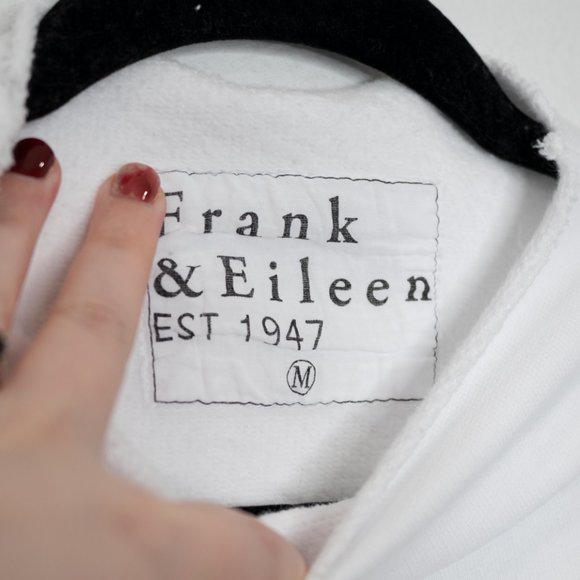 Frank
& Eileen
EST 1947
M